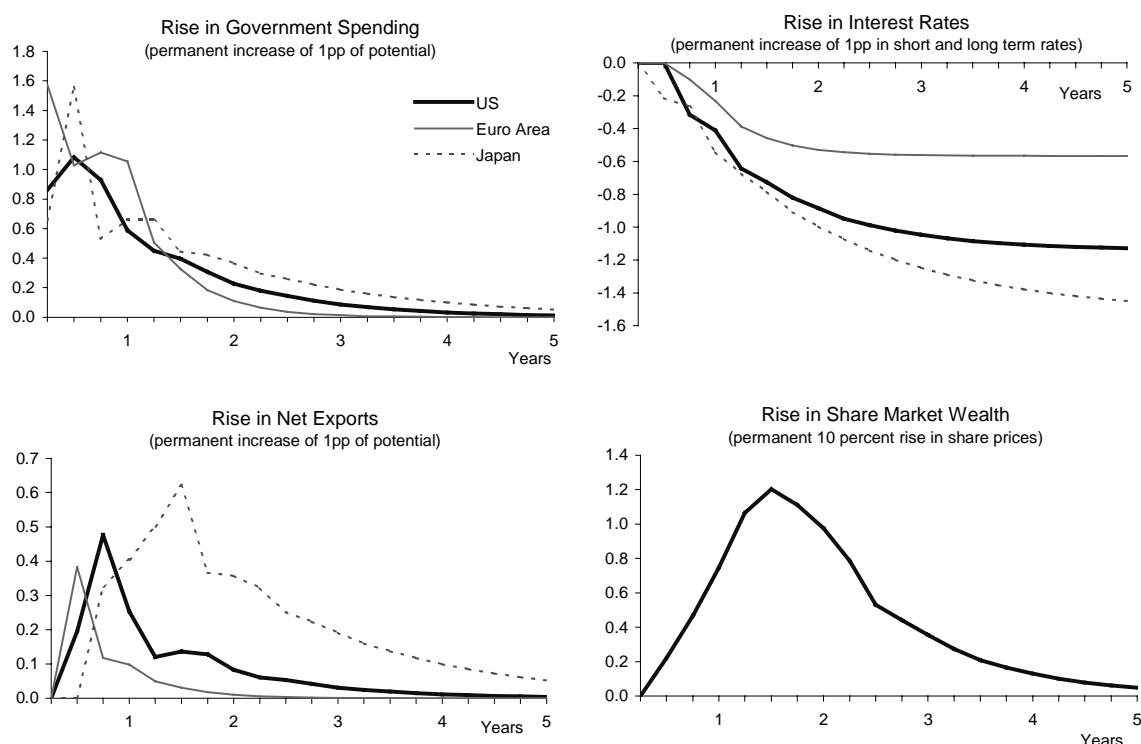 Rise in Government Spending
(permanent increase of 1pp of potential)
1.8
1.6
1.4
1.2
1.0
0.8
0.6
0.4
0.2
0.0
US
Euro Area
Japan
1 2 3 4 5
Years
Rise in Interest Rates
(permanent increase of 1pp in short and long term rates)
0.0
-0.2
-0.4
-0.6
-0.8
-1.0
-1.2
-1.4
-1.6
1 2 3 4 5
Years
Rise in Net Exports
(permanent increase of 1pp of potential)
0.7
0.6
0.5
0.4
0.3
0.2
0.1
0.0
1 2 3 4 5
Years
Rise in Share Market Wealth
(permanent 10 percent rise in share prices)
1.4
1.2
1.0
0.8
0.6
0.4
0.2
0.0
1 2 3 4 5
Years